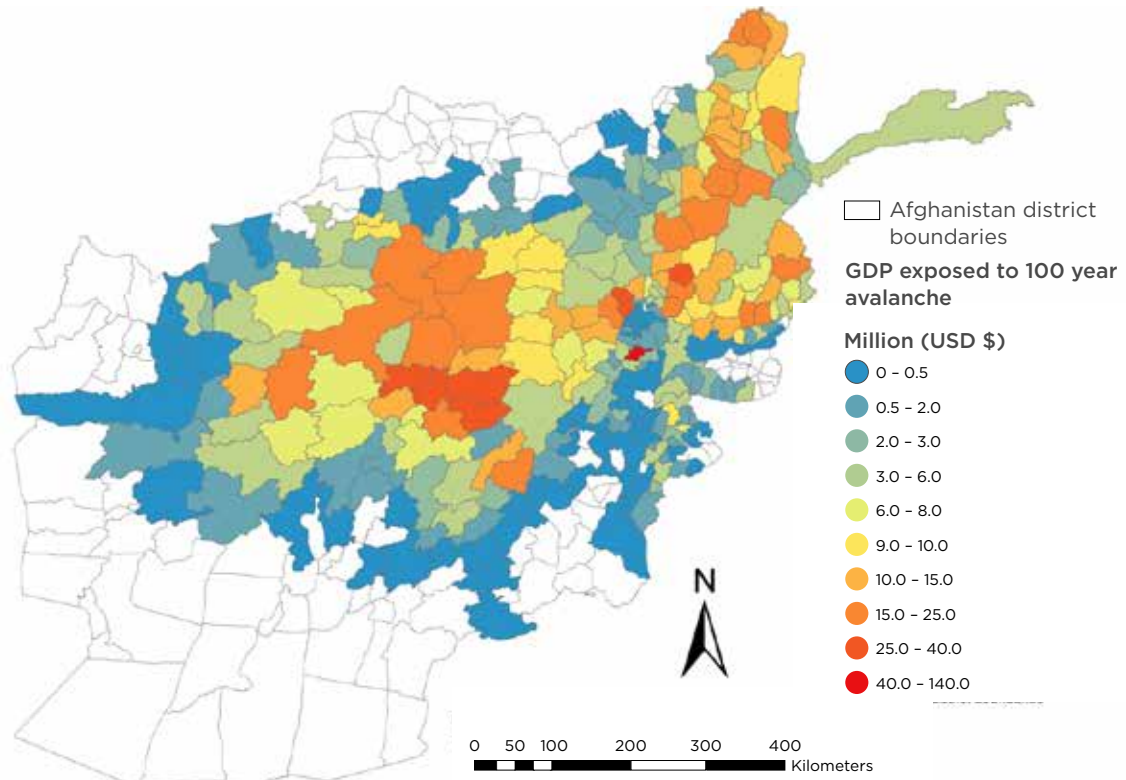 Afghanistan district
boundaries
GDP exposed to 100 year
avalanche
Million (USD $)
0 – 0.5
0.5 – 2.0
2.0 – 3.0
3.0 – 6.0
6.0 – 8.0
9.0 – 10.0
10.0 – 15.0
15.0 – 25.0
25.0 – 40.0
40.0 – 140.0
N
0 50 100 200 300 400
Kilometers